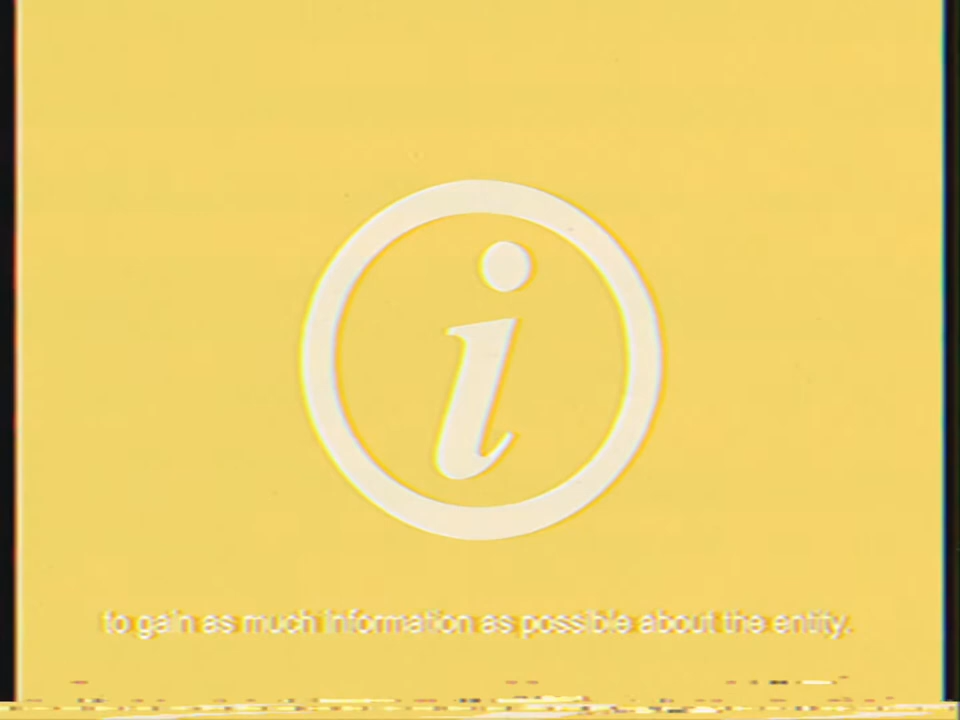 i
to gain as much information as possible about the entity.